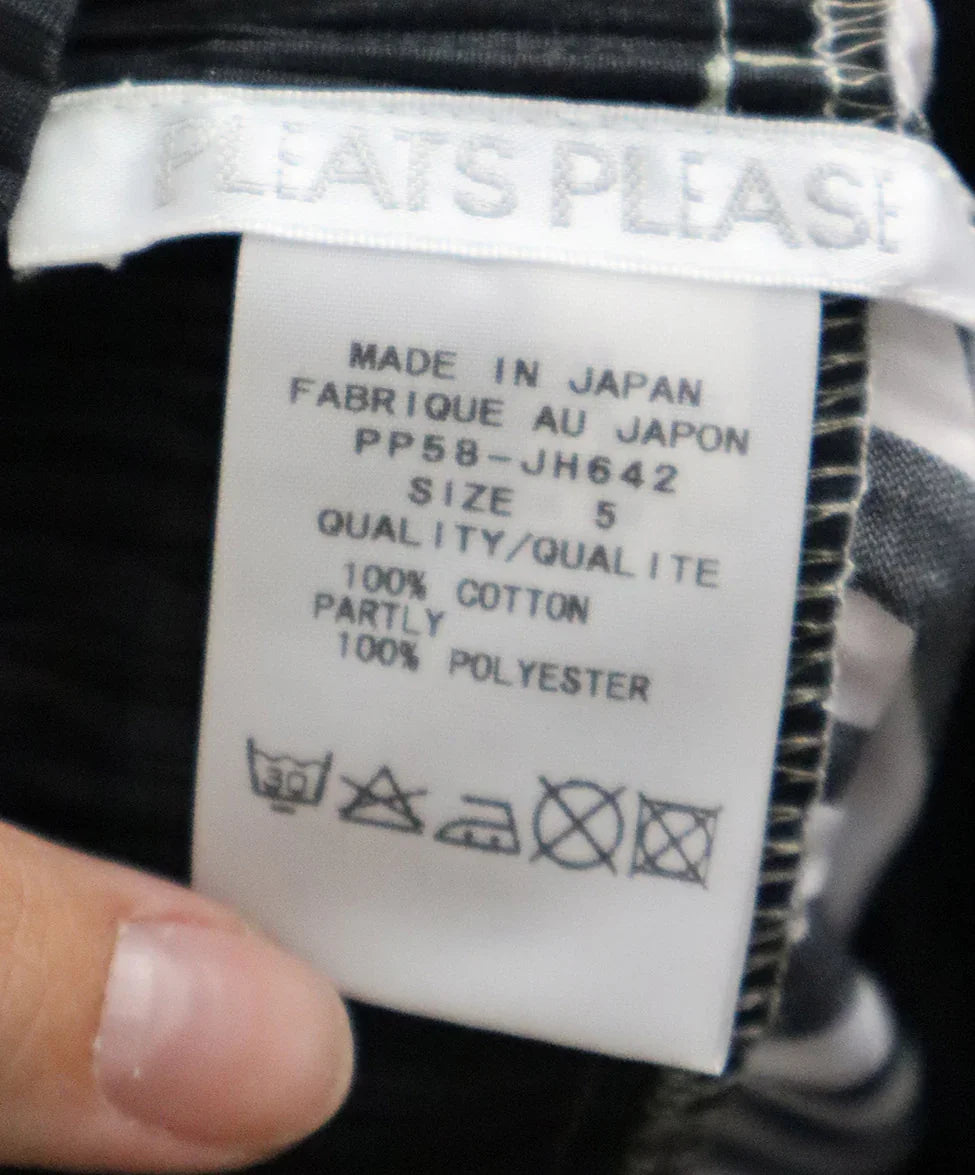 PLEATS PLEASE
MADE IN JAPAN
FABRIQUE AU JAPON
PP58-JH642
SIZE 5
QUALITY/QUALITE
100% COTTON
PARTLY
100% POLYESTER
30